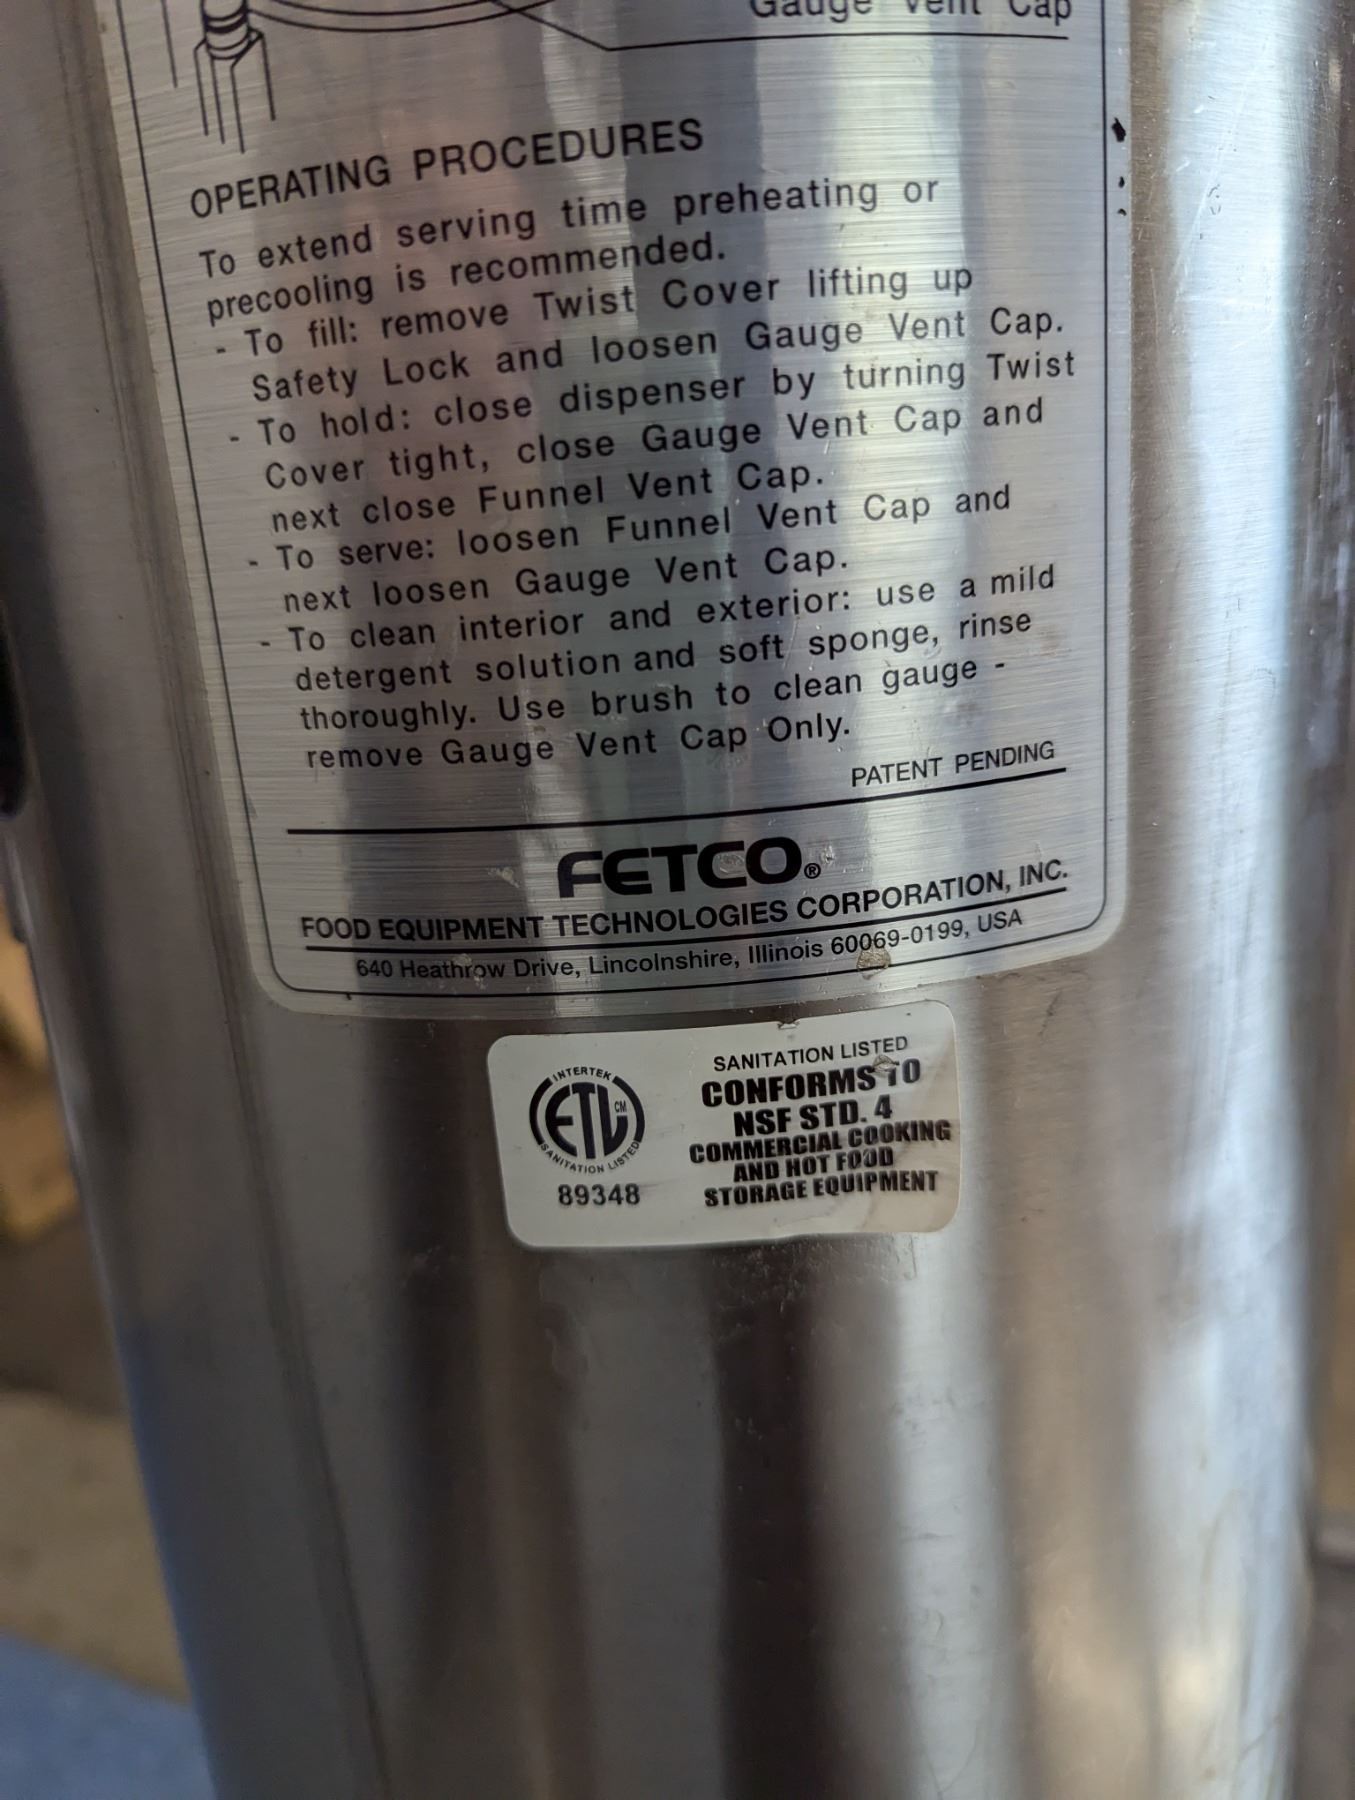 Gauge Vent Cap
OPERATING PROCEDURES
To extend serving time preheating or
precooling is recommended.
- To fill: remove Twist Cover lifting up
Safety Lock and loosen Gauge Vent Cap.
- To hold: close dispenser by turning Twist
Cover tight, close Gauge Vent Cap and
next close Funnel Vent Cap.
- To serve: loosen Funnel Vent Cap and
next loosen Gauge Vent Cap.
- To clean interior and exterior: use a mild
detergent solution and soft sponge, rinse
thoroughly. Use brush to clean gauge -
remove Gauge Vent Cap Only.
PATENT PENDING
FETCO®
FOOD EQUIPMENT TECHNOLOGIES CORPORATION, INC.
640 Heathrow Drive, Lincolnshire, Illinois 60069-0199, USA
INTERTEK
ETL CM
SANITATION LISTED
89348
SANITATION LISTED
CONFORMS TO
NSF STD. 4
COMMERCIAL COOKING
AND HOT FOOD
STORAGE EQUIPMENT